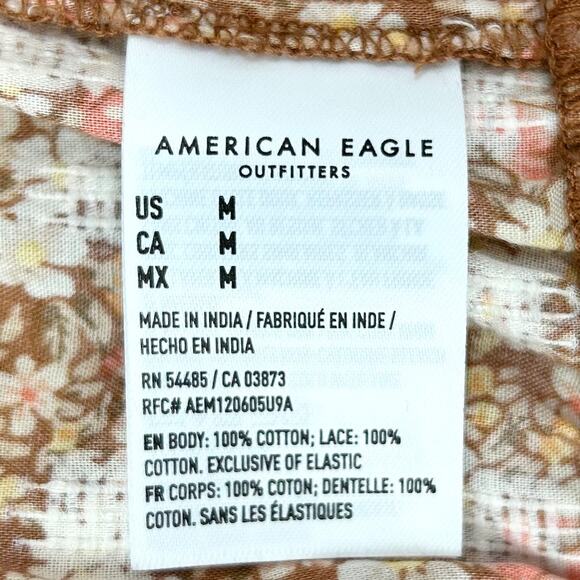 AMERICAN EAGLE
OUTFITTERS
US M
CA M
MX M
MADE IN INDIA / FABRIQUÉ EN INDE /
HECHO EN INDIA
RN 54485 / CA 03873
RFC# AEM120605U9A
EN BODY: 100% COTTON; LACE: 100%
COTTON. EXCLUSIVE OF ELASTIC
FR CORPS: 100% COTON; DENTELLE: 100%
COTON. SANS LES ÉLASTIQUES